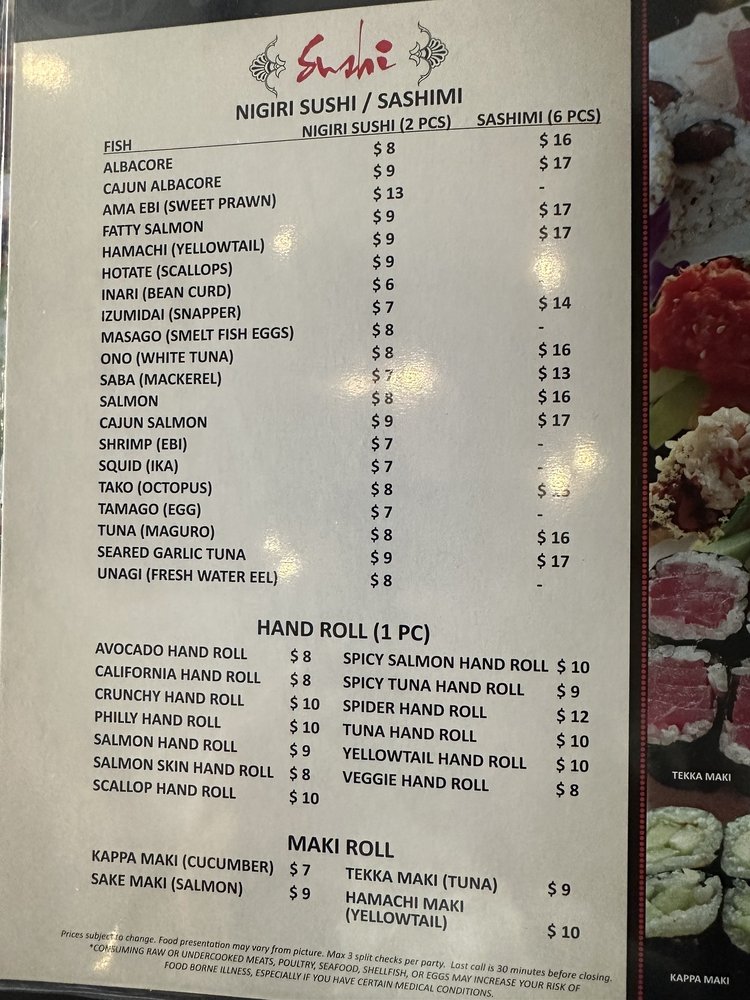 Sushi
NIGIRI SUSHI / SASHIMI
FISH NIGIRI SUSHI (2 PCS) SASHIMI (6 PCS)
ALBACORE $ 8 $ 16
CAJUN ALBACORE $ 9 $ 17
AMA EBI (SWEET PRAWN) $ 13 -
FATTY SALMON $ 9 $ 17
HAMACHI (YELLOWTAIL) $ 9 $ 17
HOTATE (SCALLOPS) $ 9
INARI (BEAN CURD) $ 6
IZUMIDAI (SNAPPER) $ 7 $ 14
MASAGO (SMELT FISH EGGS) $ 8 -
ONO (WHITE TUNA) $ 8 $ 16
SABA (MACKEREL) $ 7 $ 13
SALMON $ 8 $ 16
CAJUN SALMON $ 9 $ 17
SHRIMP (EBI) $ 7 -
SQUID (IKA) $ 7 -
TAKO (OCTOPUS) $ 8 $
TAMAGO (EGG) $ 7 -
TUNA (MAGURO) $ 8 $ 16
SEARED GARLIC TUNA $ 9 $ 17
UNAGI (FRESH WATER EEL) $ 8 -
HAND ROLL (1 PC)
AVOCADO HAND ROLL $ 8
CALIFORNIA HAND ROLL $ 8
CRUNCHY HAND ROLL $ 10
PHILLY HAND ROLL $ 10
SALMON HAND ROLL $ 9
SALMON SKIN HAND ROLL $ 8
SCALLOP HAND ROLL $ 10
SPICY SALMON HAND ROLL $ 10
SPICY TUNA HAND ROLL $ 9
SPIDER HAND ROLL $ 12
TUNA HAND ROLL $ 10
YELLOWTAIL HAND ROLL $ 10
VEGGIE HAND ROLL $ 8
MAKI ROLL
KAPPA MAKI (CUCUMBER) $ 7
SAKE MAKI (SALMON) $ 9
TEKKA MAKI (TUNA) $ 9
HAMACHI MAKI
(YELLOWTAIL) $ 10
Prices subject to change. Food presentation may vary from picture. Max 3 split checks per party. Last call is 30 minutes before closing.
*CONSUMING RAW OR UNDERCOOKED MEATS, POULTRY, SEAFOOD, SHELLFISH, OR EGGS MAY INCREASE YOUR RISK OF
FOOD BORNE ILLNESS, ESPECIALLY IF YOU HAVE CERTAIN MEDICAL CONDITIONS.
TEKKA MAKI
KAPPA MAKI